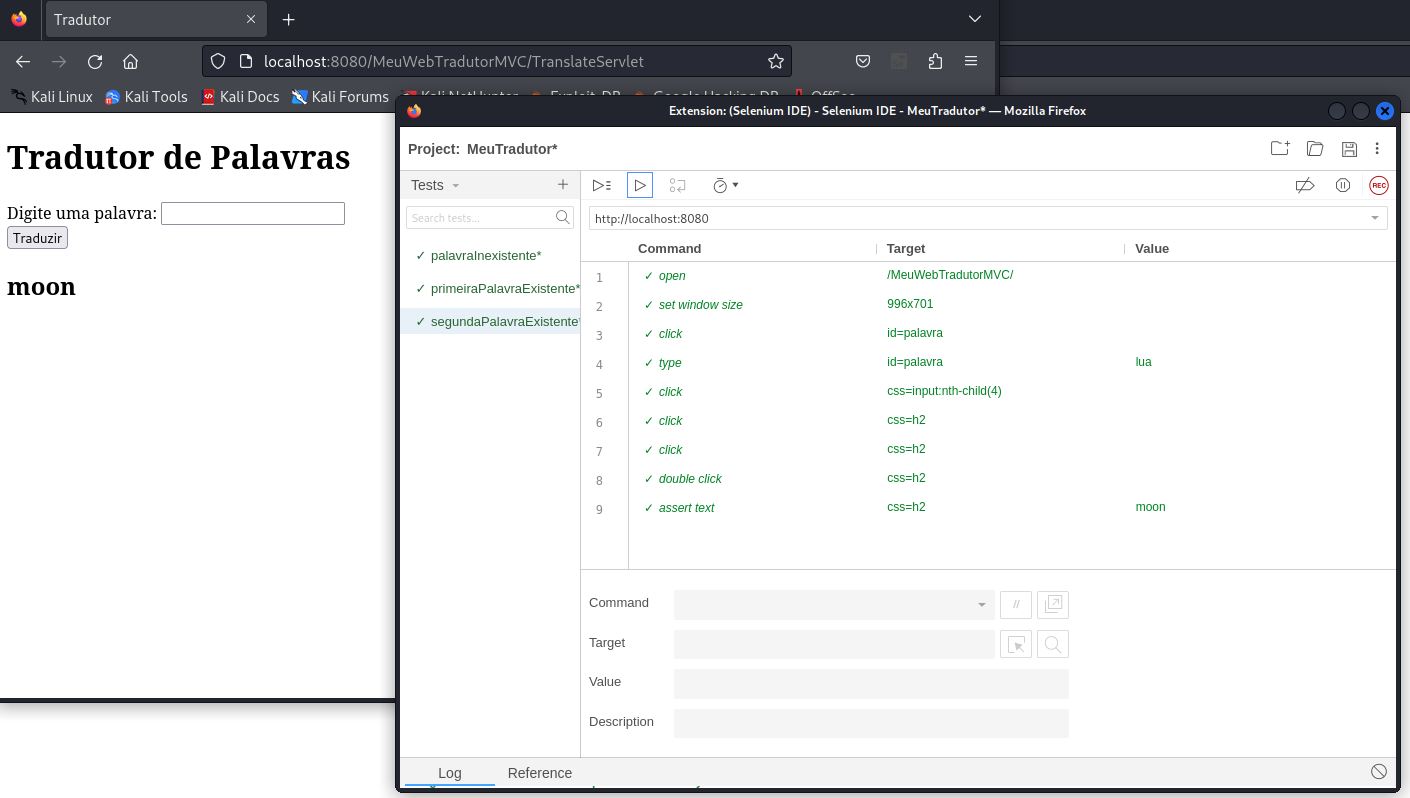 Tradutor
localhost:8080/MeuWebTradutorMVC/TranslateServlet
Kali Linux Kali Tools Kali Docs Kali Forums
Tradutor de Palavras
Digite uma palavra:
Traduzir
moon
Extension: (Selenium IDE) - Selenium IDE - MeuTradutor* — Mozilla Firefox
Project: MeuTradutor*
Tests
REC
Search tests...
http://localhost:8080
palavraInexistente*
primeiraPalavraExistente*
segundaPalavraExistente*
Command Target Value
1 ✓ open /MeuWebTradutorMVC/
2 ✓ set window size 996x701
3 ✓ click id=palavra
4 ✓ type id=palavra lua
5 ✓ click css=input:nth-child(4)
6 ✓ click css=h2
7 ✓ click css=h2
8 ✓ double click css=h2
9 ✓ assert text css=h2 moon
Command //
Target
Value
Description
Log Reference